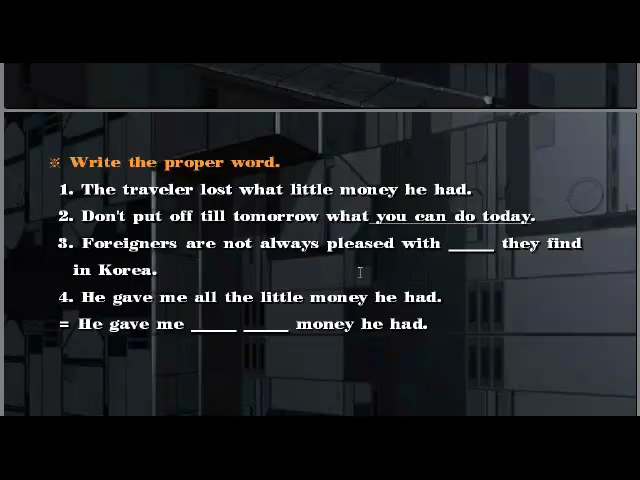 ※ Write the proper word.
1. The traveler lost what little money he had.
2. Don't put off till tomorrow what you can do today.
3. Foreigners are not always pleased with _____ they find
in Korea.
4. He gave me all the little money he had.
= He gave me _____ _____ money he had.